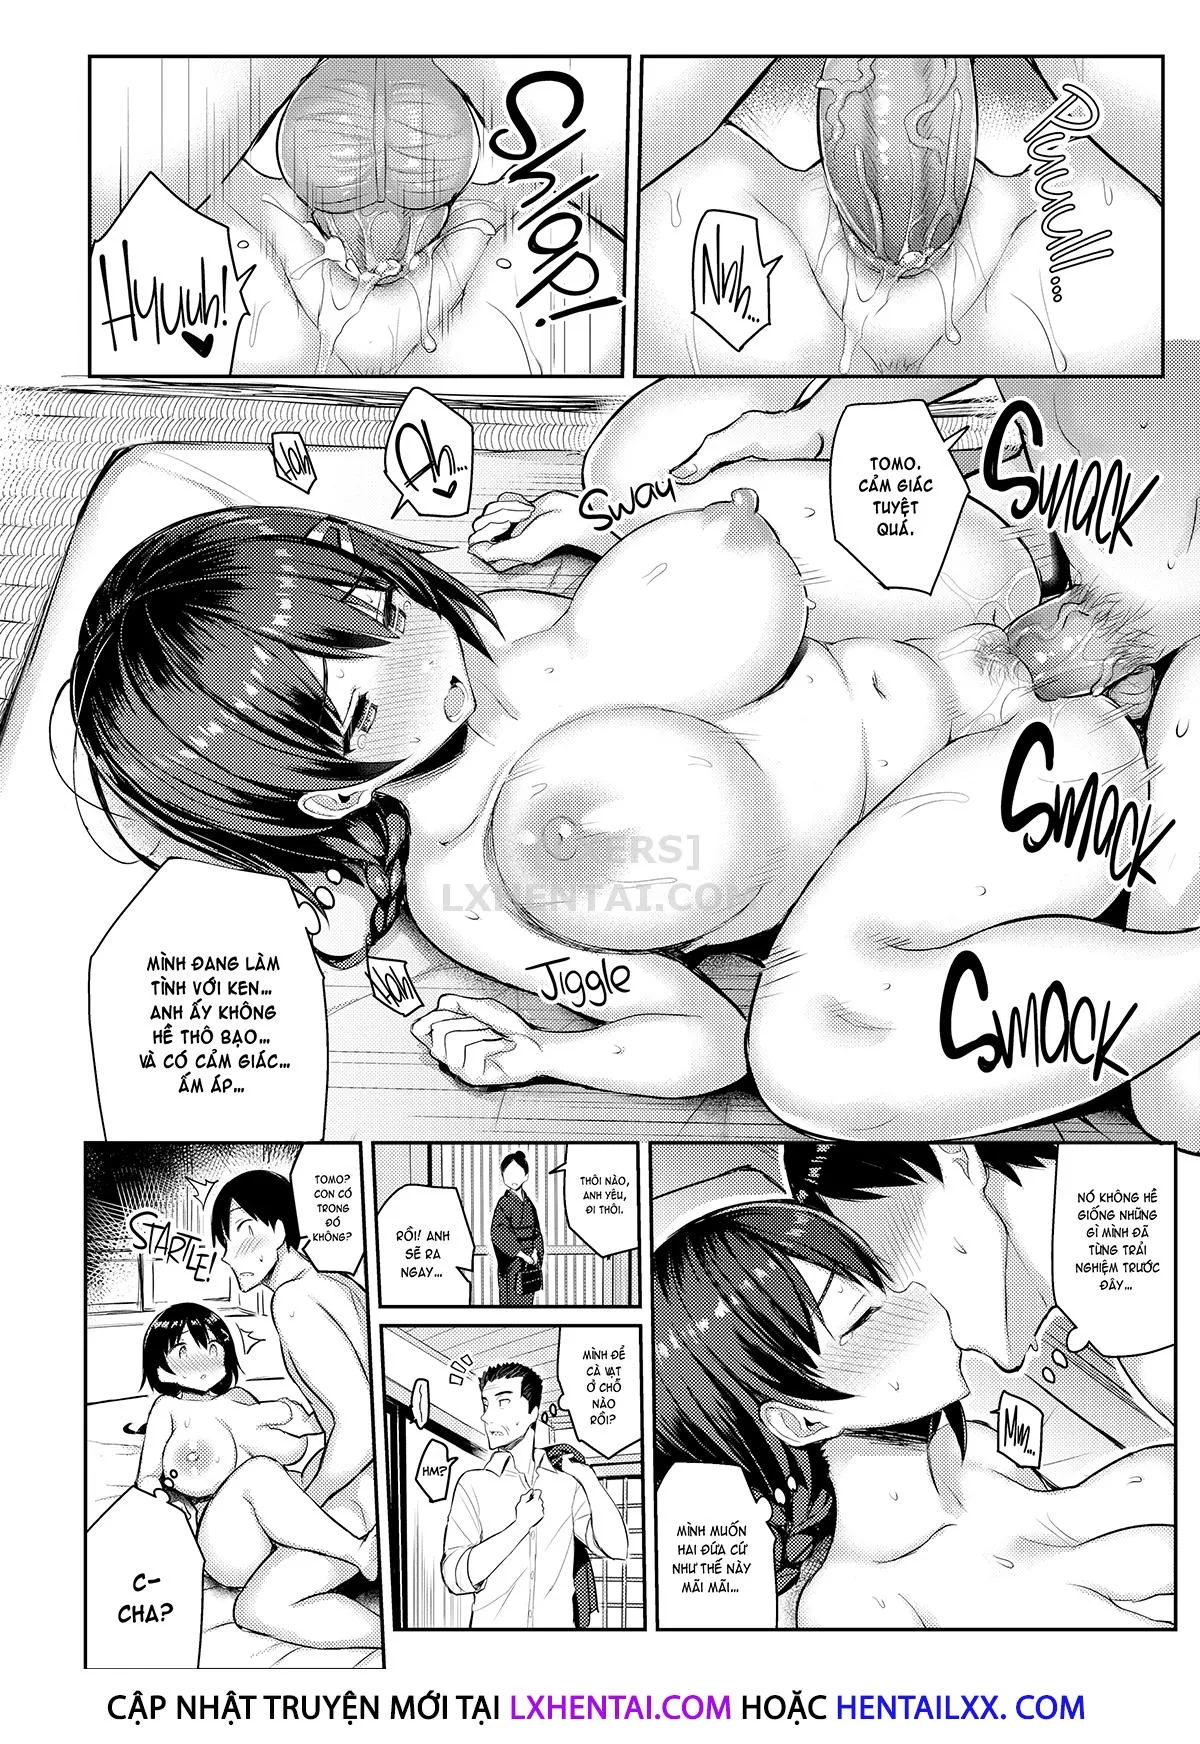 Pluuull...
Nnh...
Shlop!
Hyuuh!
TOMO.
CẢM GIÁC
TUYỆT
QUÁ.
Smack
Sway
Ah...
Hah
Smack
Smack
Jiggle
Hah
MÌNH ĐANG LÀM
TÌNH VỚI KEN...
ANH ẤY KHÔNG
HỀ THÔ BẠO...
VÀ CÓ CẢM GIÁC...
ẤM ÁP...
LXHENTAI.COM
NÓ KHÔNG HỀ
GIỐNG NHỮNG
GÌ MÌNH ĐÃ
TỪNG TRẢI
NGHIỆM TRƯỚC
ĐÂY...
Mm...
MÌNH MUỐN
HAI ĐỨA CỨ
NHƯ THẾ NÀY
MÃI MÃI...
THÔI NÀO,
ANH YÊU,
ĐI THÔI.
RỒI! ANH
SẼ RA
NGAY...
MÌNH ĐỂ
CÀ VẠT
Ở CHỖ
NÀO
RỒI?
HM?
TOMO?
CON CÓ
TRONG
ĐÓ
KHÔNG?
STARTLE!
C-
CHA?
CẬP NHẬT TRUYỆN MỚI TẠI LXHENTAI.COM HOẶC HENTAILXX. COM